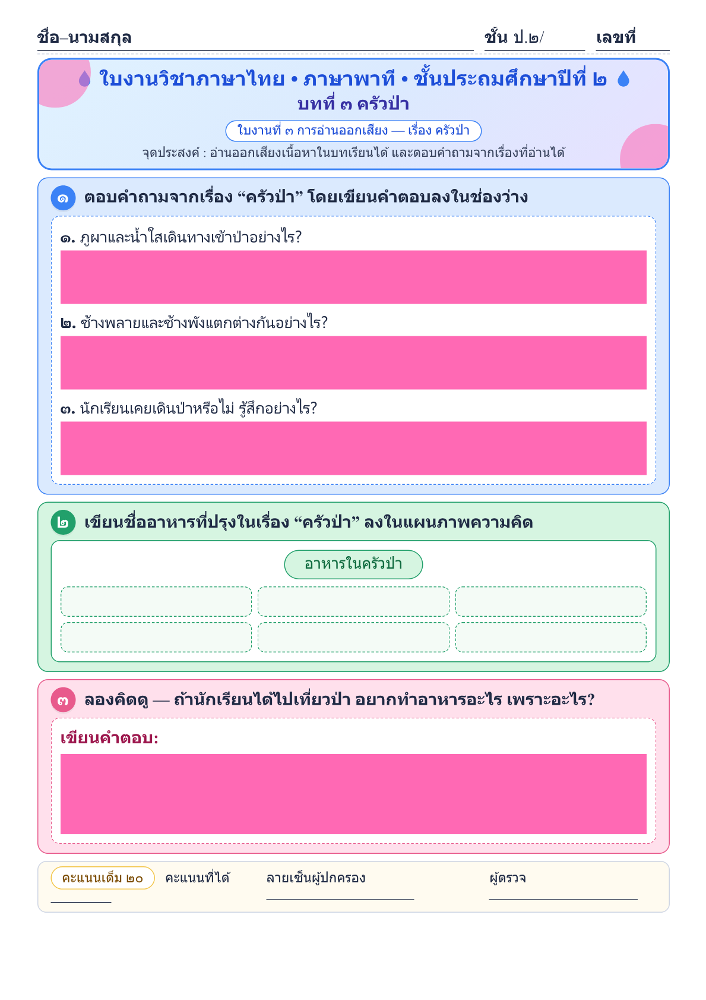 ชื่อ–นามสกุล ชั้น ป.๒/ เลขที่
ใบงานวิชาภาษาไทย • ภาษาพาที • ชั้นประถมศึกษาปีที่ ๒
บทที่ ๓ ครัวป่า
ใบงานที่ ๓ การอ่านออกเสียง — เรื่อง ครัวป่า
จุดประสงค์ : อ่านออกเสียงเนื้อหาในบทเรียนได้ และตอบคำถามจากเรื่องที่อ่านได้
๑ ตอบคำถามจากเรื่อง “ครัวป่า” โดยเขียนคำตอบลงในช่องว่าง
๑. ภูผาและน้ำใสเดินทางเข้าป่าอย่างไร?
๒. ช้างพลายและช้างพังแตกต่างกันอย่างไร?
๓. นักเรียนเคยเดินป่าหรือไม่ รู้สึกอย่างไร?
๒ เขียนชื่ออาหารที่ปรุงในเรื่อง “ครัวป่า” ลงในแผนภาพความคิด
อาหารในครัวป่า
๓ ลองคิดดู — ถ้านักเรียนได้ไปเที่ยวป่า อยากทำอาหารอะไร เพราะอะไร?
เขียนคำตอบ:
คะแนนเต็ม ๒๐ คะแนนที่ได้ ลายเซ็นผู้ปกครอง ผู้ตรวจ